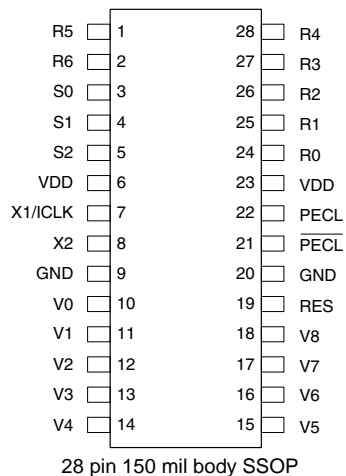 R5 1 28 R4
R6 2 27 R3
S0 3 26 R2
S1 4 25 R1
S2 5 24 R0
VDD 6 23 VDD
X1/ICLK 7 22 PECL
X2 8 21 PECL
GND 9 20 GND
V0 10 19 RES
V1 11 18 V8
V2 12 17 V7
V3 13 16 V6
V4 14 15 V5
28 pin 150 mil body SSOP